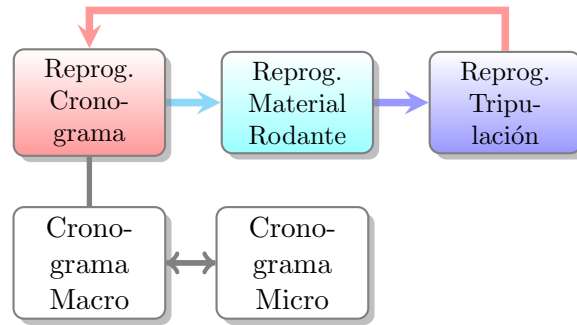 Reprog.
Crono-
grama
Reprog.
Material
Rodante
Reprog.
Tripu-
lación
Crono-
grama
Macro
Crono-
grama
Micro